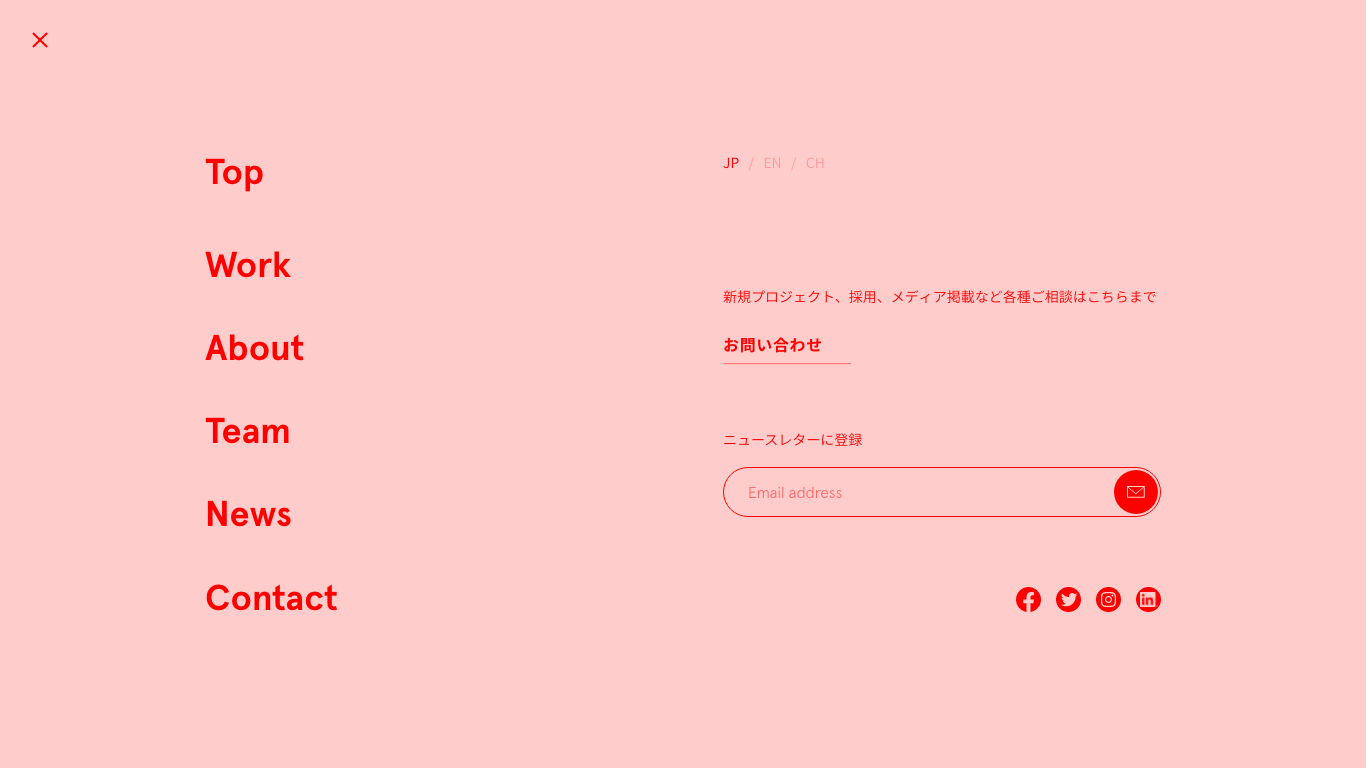 Top
Work
About
Team
News
Contact
JP / EN / CH
新規プロジェクト、採用、メディア掲載など各種ご相談はこちらまで
お問い合わせ
ニュースレターに登録
Email address